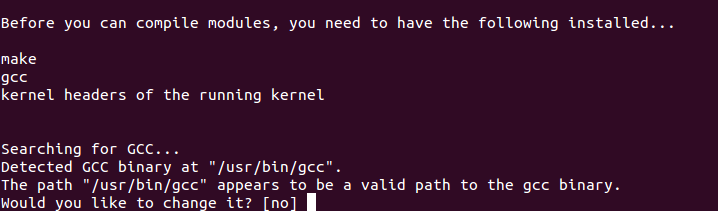 Before you can compile modules, you need to have the following installed...
make
gcc
kernel headers of the running kernel
Searching for GCC...
Detected GCC binary at "/usr/bin/gcc".
The path "/usr/bin/gcc" appears to be a valid path to the gcc binary.
Would you like to change it? [no]